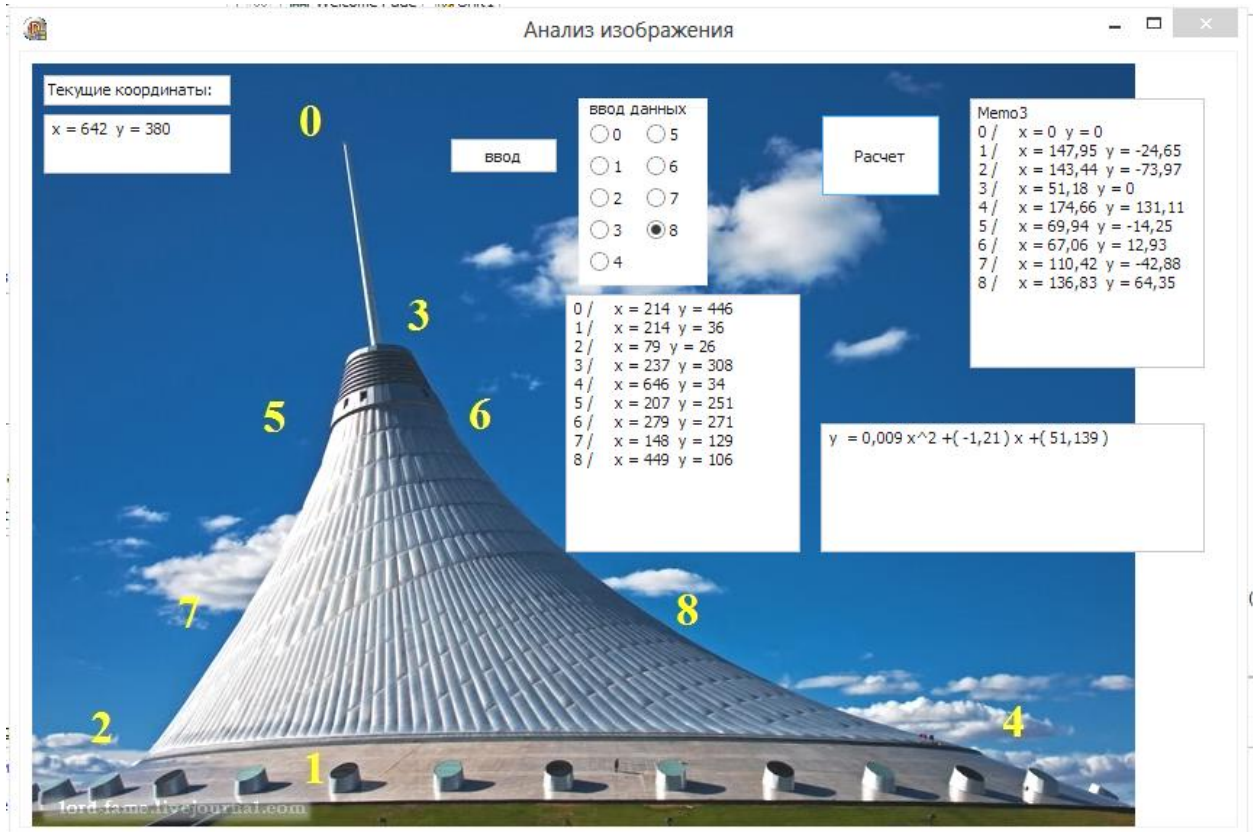 Анализ изображения
Текущие координаты:
x = 642 y = 380
ввод
ввод данных
0 5
1 6
2 7
3 8
4
Расчет
Memo3
0 / x = 0 y = 0
1 / x = 147,95 y = -24,65
2 / x = 143,44 y = -73,97
3 / x = 51,18 y = 0
4 / x = 174,66 y = 131,11
5 / x = 69,94 y = -14,25
6 / x = 67,06 y = 12,93
7 / x = 110,42 y = -42,88
8 / x = 136,83 y = 64,35
0 / x = 214 y = 446
1 / x = 214 y = 36
2 / x = 79 y = 26
3 / x = 237 y = 308
4 / x = 646 y = 34
5 / x = 207 y = 251
6 / x = 279 y = 271
7 / x = 148 y = 129
8 / x = 449 y = 106
y = 0,009 x^2 +( -1,21 ) x +( 51,139 )
0
3
5
6
7
8
2
4
1
lord-fame.livejournal.com